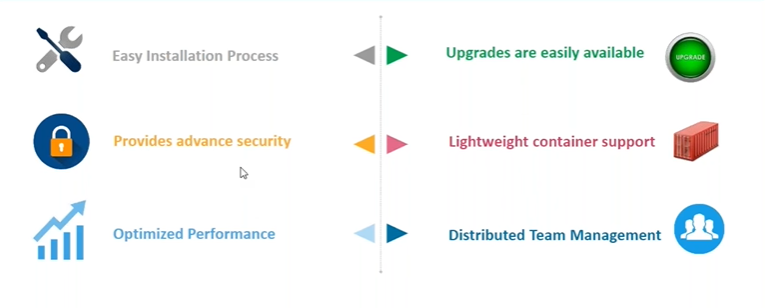 Easy Installation Process
Upgrades are easily available
UPGRADE
Provides advance security
Lightweight container support
Optimized Performance
Distributed Team Management